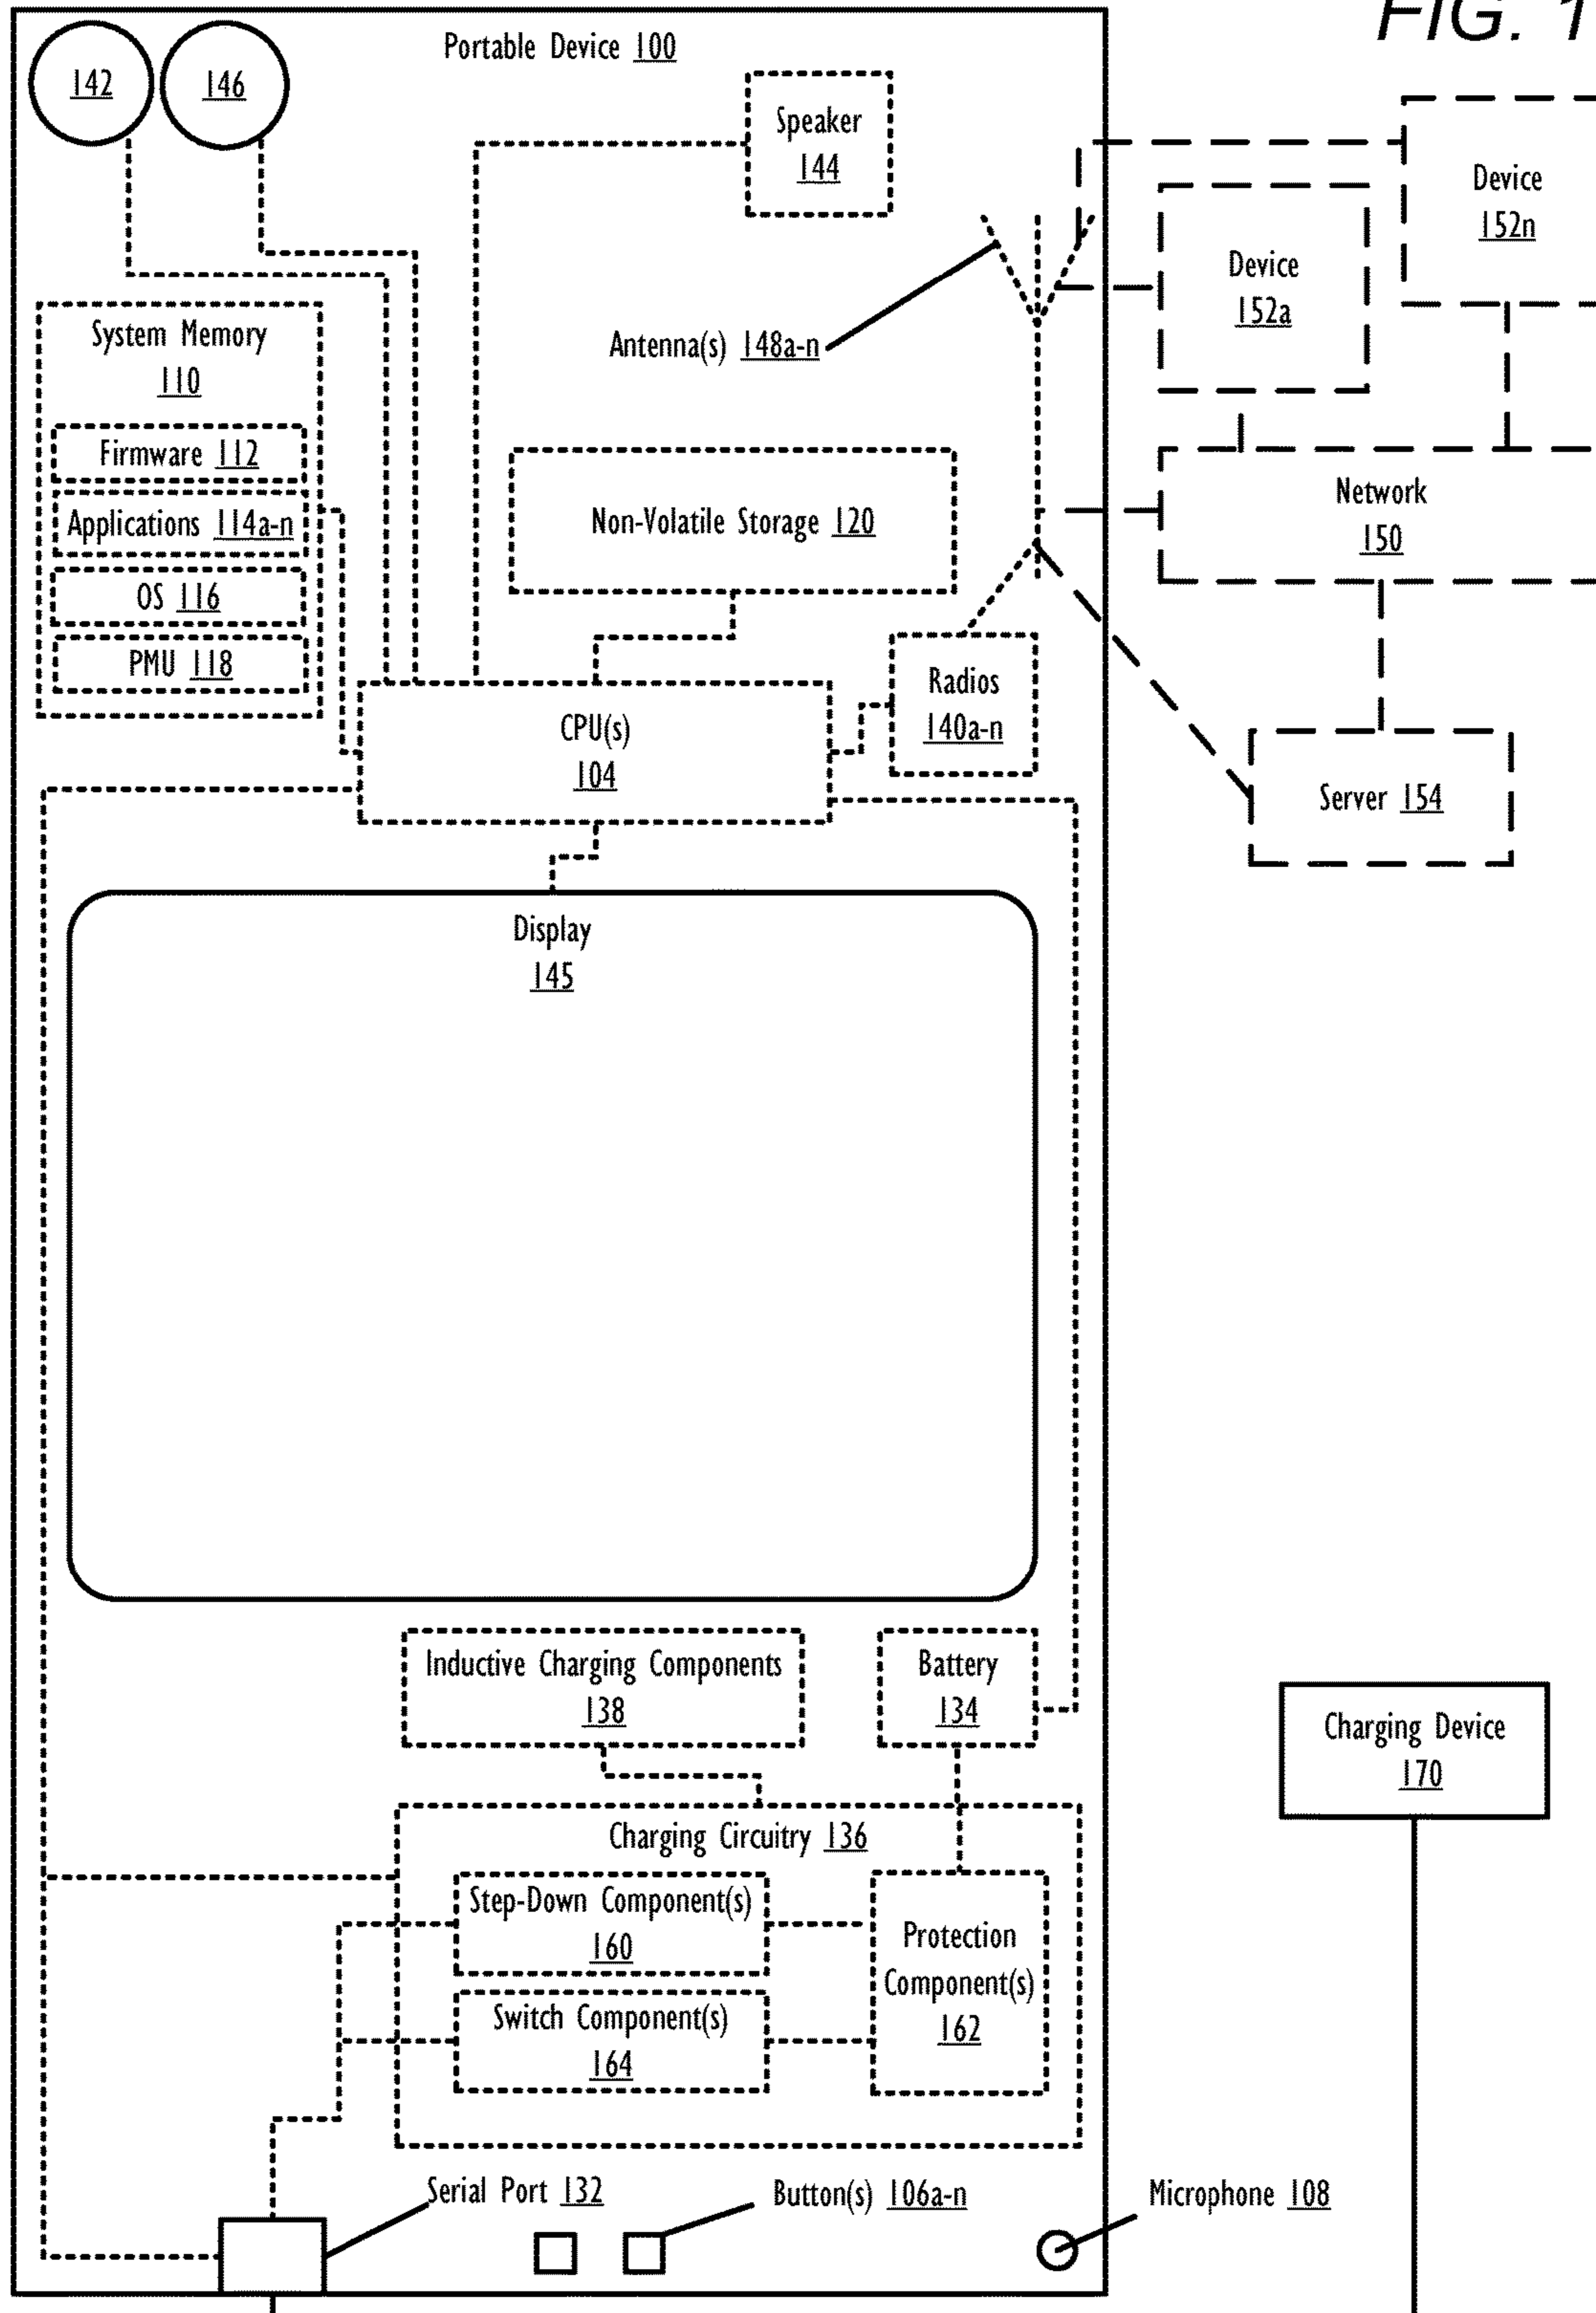 FIG. 1
Portable Device 100
142
146
Speaker
144
Device
152n
Device
152a
System Memory
110
Antenna(s) 148a-n
Firmware 112
Applications 114a-n
OS 116
PMU 118
Non-Volatile Storage 120
Network
150
Radios
140a-n
CPU(s)
104
Server 154
Display
145
Inductive Charging Components
138
Battery
134
Charging Device
170
Charging Circuitry 136
Step-Down Component(s)
160
Protection
Component(s)
162
Switch Component(s)
164
Serial Port 132
Button(s) 106a-n
Microphone 108